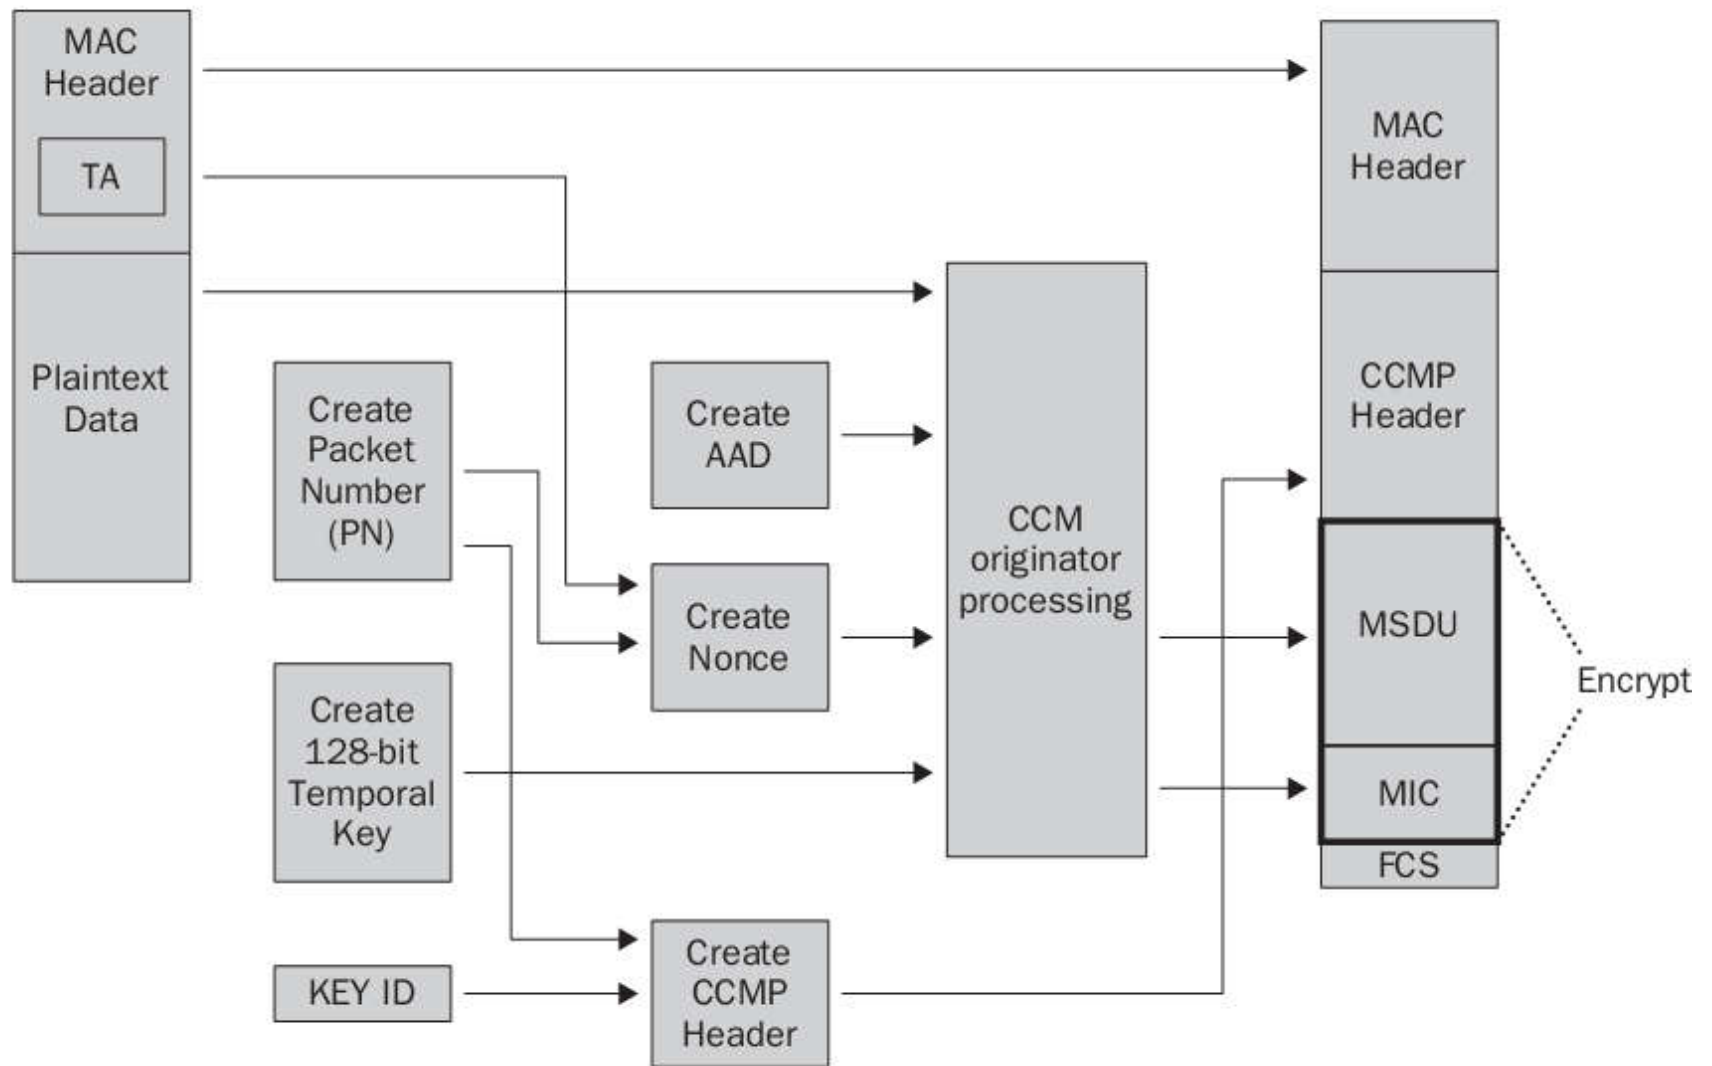 MAC
Header
TA
Plaintext
Data
Create
Packet
Number
(PN)
Create
128-bit
Temporal
Key
KEY ID
Create
AAD
Create
Nonce
Create
CCMP
Header
CCM
originator
processing
MAC
Header
CCMP
Header
MSDU
MIC
FCS
Encrypt